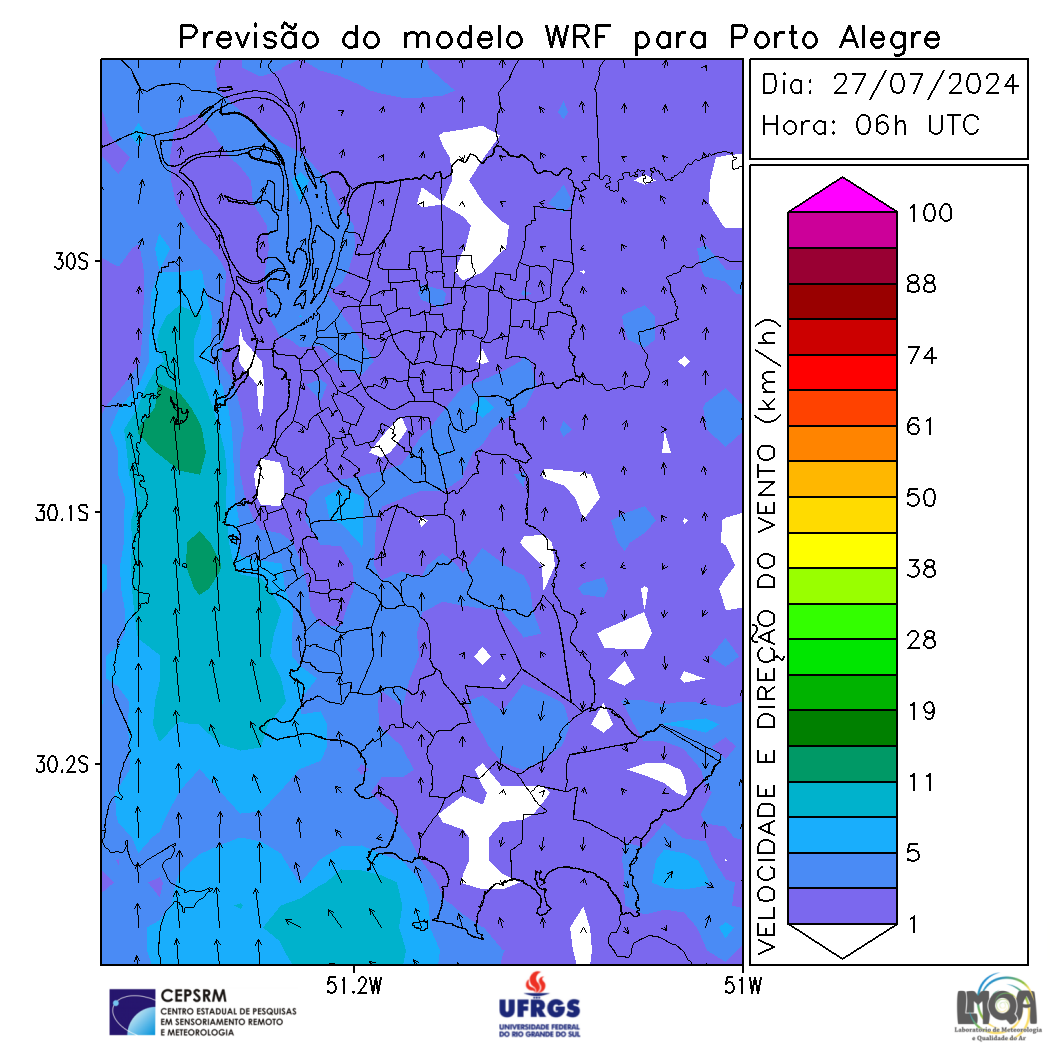 Previsão do modelo WRF para Porto Alegre
Dia: 27/07/2024
Hora: 06h UTC
30S
30.1S
30.2S
51.2W
51W
VELOCIDADE E DIREÇÃO DO VENTO (km/h)
100
88
74
61
50
38
28
19
11
5
1
CEPSRM
CENTRO ESTADUAL DE PESQUISAS
EM SENSORIAMENTO REMOTO
E METEOROLOGIA
UFRGS
UNIVERSIDADE FEDERAL
DO RIO GRANDE DO SUL
LMQA
Laboratório de Meteorologia
e Qualidade do Ar